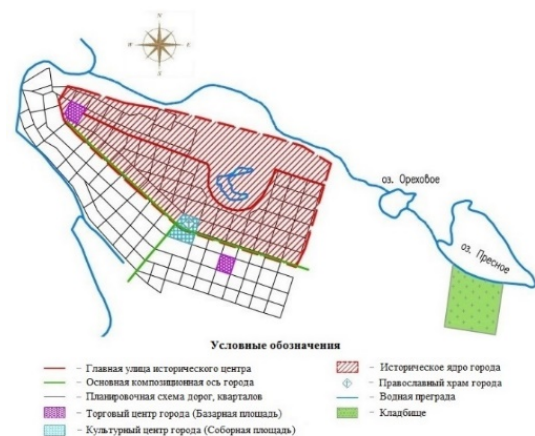 N
W
E
S
оз. Ореховое
оз. Пресное
Условные обозначения
– Главная улица исторического центра
– Основная композиционная ось города
– Планировочная схема дорог, кварталов
– Торговый центр города (Базарная площадь)
– Культурный центр города (Соборная площадь)
– Историческое ядро города
– Православный храм города
– Водная преграда
– Кладбище